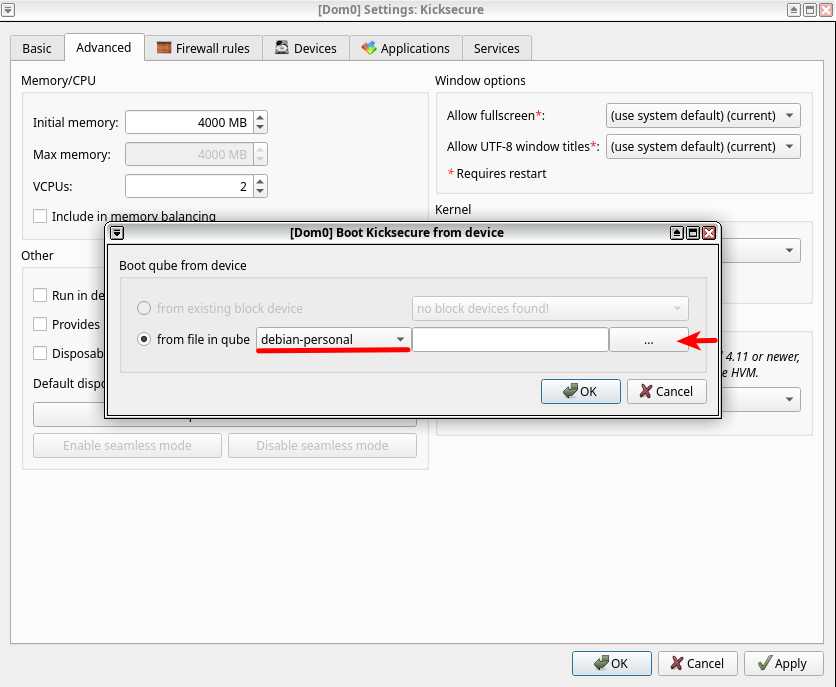 [Dom0] Settings: Kicksecure
Basic
Advanced
Firewall rules
Devices
Applications
Services
Memory/CPU
Initial memory:
4000 MB
Max memory:
4000 MB
VCPUs:
2
Include in memory balancing
Other
Run in de
Provides
Disposab
Default dispo
Enable seamless mode
Disable seamless mode
Window options
Allow fullscreen*:
(use system default) (current)
Allow UTF-8 window titles*:
(use system default) (current)
* Requires restart
Kernel
4.11 or newer,
e HVM.
[Dom0] Boot Kicksecure from device
Boot qube from device
from existing block device
no block devices found!
from file in qube
debian-personal
...
OK
Cancel
OK
Cancel
Apply